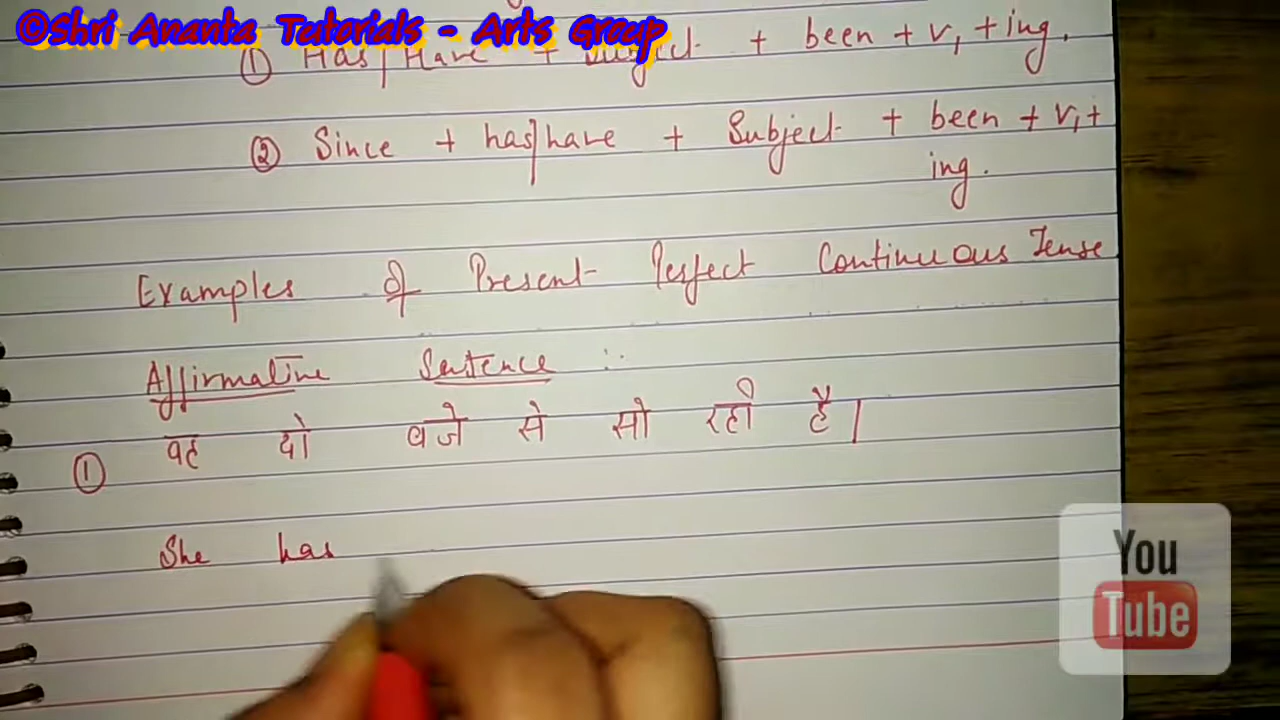 ©Shri Ananta Tutorials - Arts Group
① Has/Have + Subject + been + v₁ + ing.
② Since + has/have + Subject + been + v₁ +
ing.
Examples of Present Perfect Continuous Tense
Affirmative Sentence :
① वह दो बजे से सो रही है।
She has
You
Tube